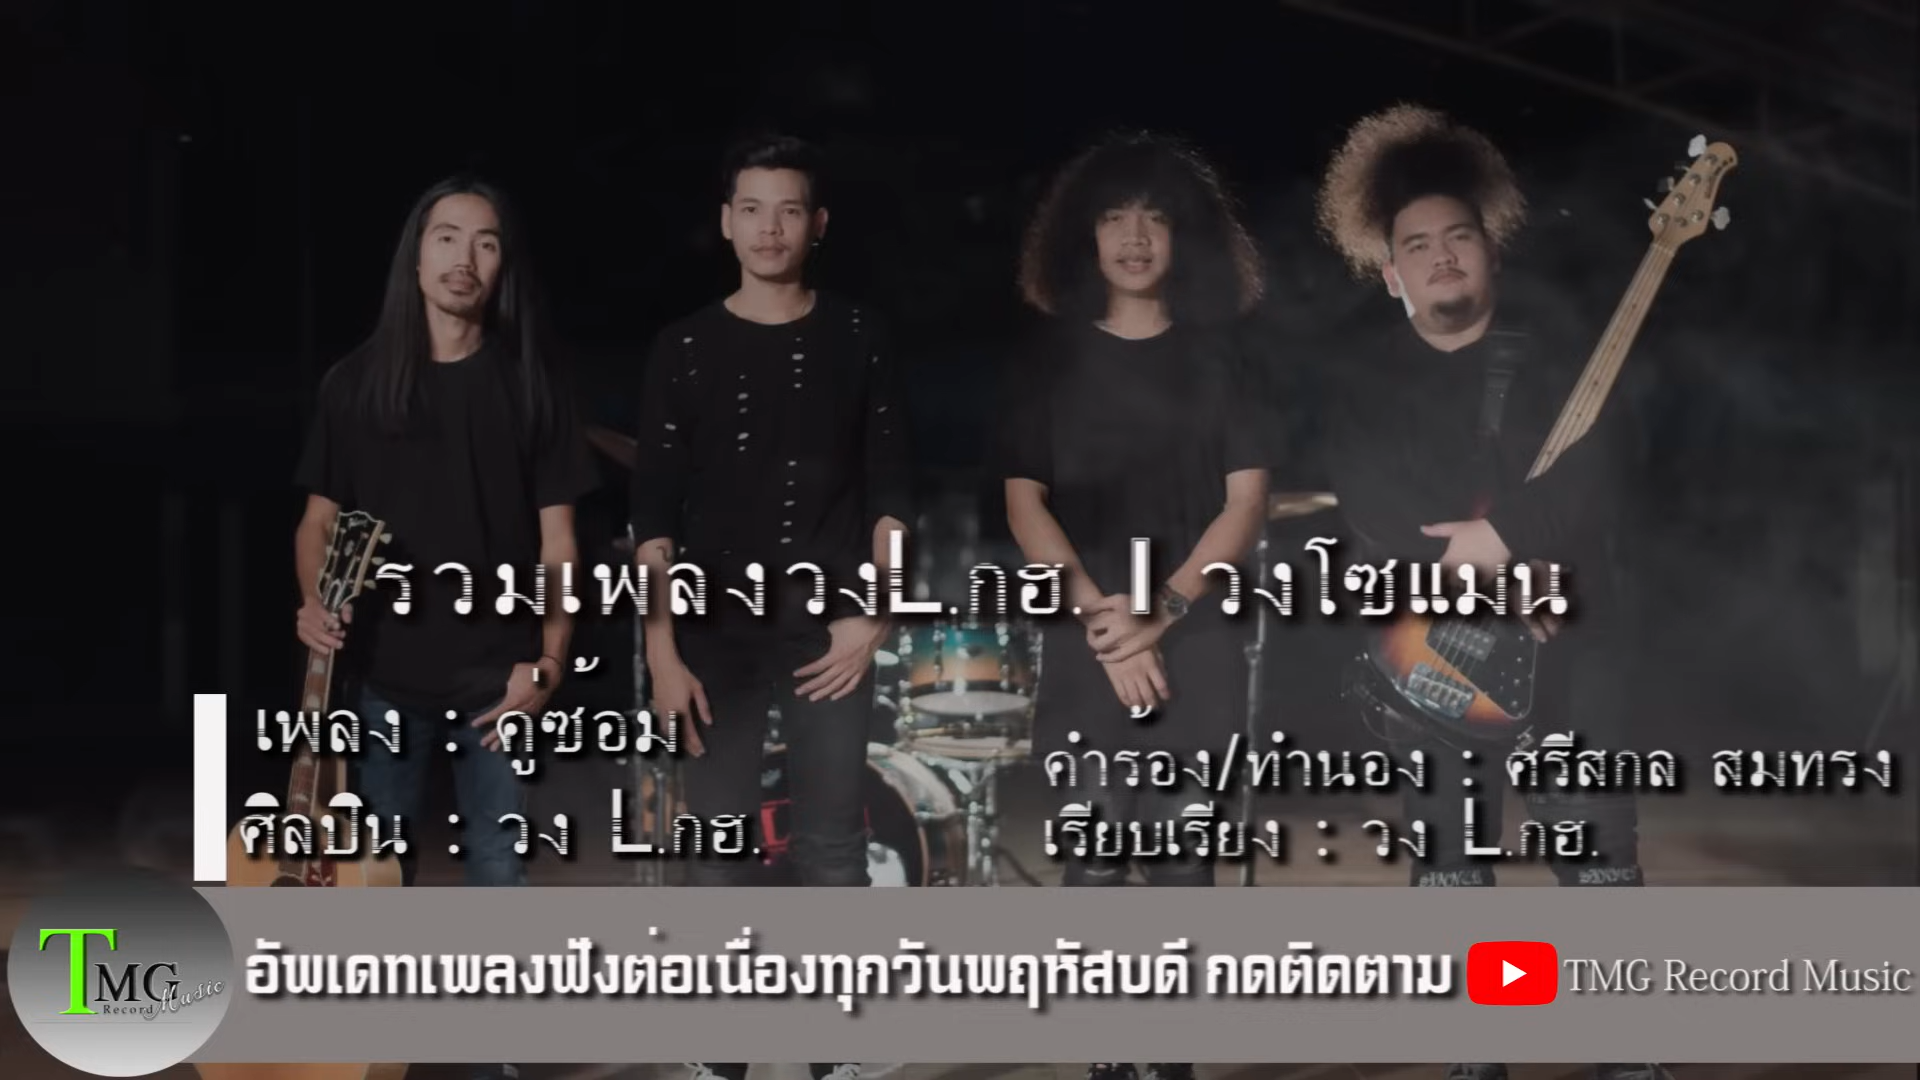 รวมเพลงวงL.กฮ. I วงโซแมน
เพลง : คู่ซ้อม
ศิลปิน : วง L.กฮ.
คำร้อง/ทำนอง : ศรีสกล สมทรง
เรียบเรียง : วง L.กฮ.
TMG
Record Music
อัพเดทเพลงฟังต่อเนื่องทุกวันพฤหัสบดี กดติดตาม TMG Record Music